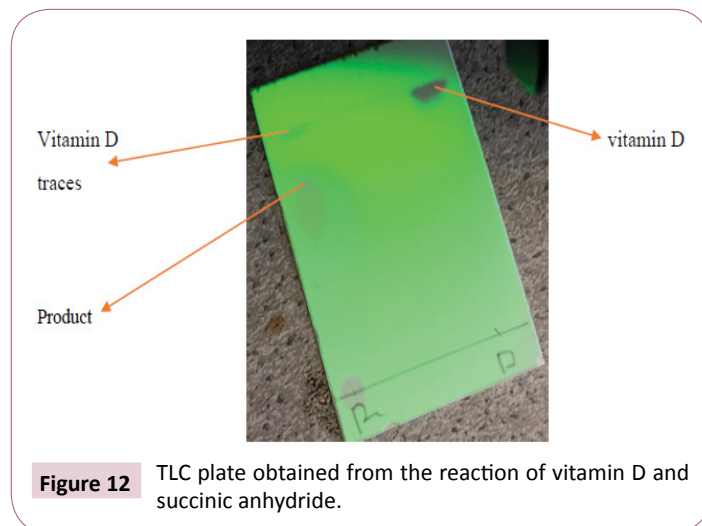 Vitamin D
traces
vitamin D
Product
R
D
Figure 12 TLC plate obtained from the reaction of vitamin D and
succinic anhydride.